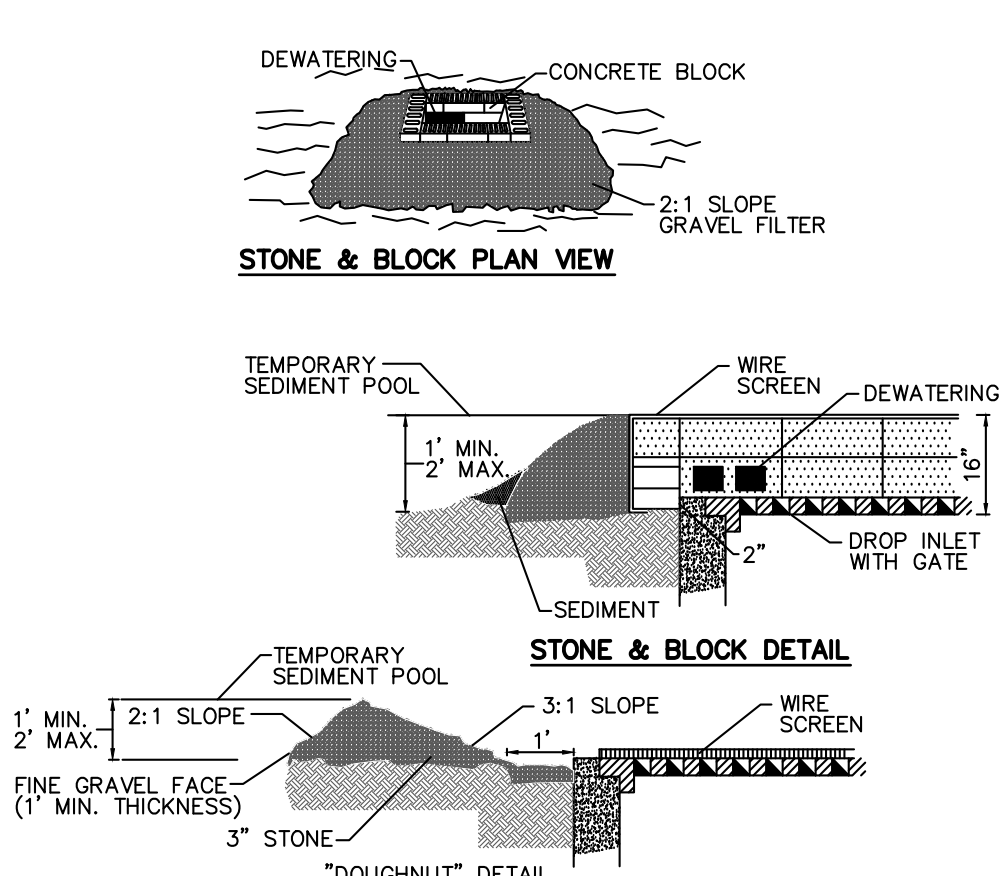 DEWATERING
CONCRETE BLOCK
2:1 SLOPE
GRAVEL FILTER
STONE & BLOCK PLAN VIEW
TEMPORARY
SEDIMENT POOL
WIRE
SCREEN
DEWATERING
1' MIN.
2' MAX.
16"
2"
DROP INLET
WITH GATE
SEDIMENT
STONE & BLOCK DETAIL
TEMPORARY
SEDIMENT POOL
1' MIN.
2' MAX.
2:1 SLOPE
3:1 SLOPE
1'
WIRE
SCREEN
FINE GRAVEL FACE
(1' MIN. THICKNESS)
3" STONE
"DOUGHNUT" DETAIL